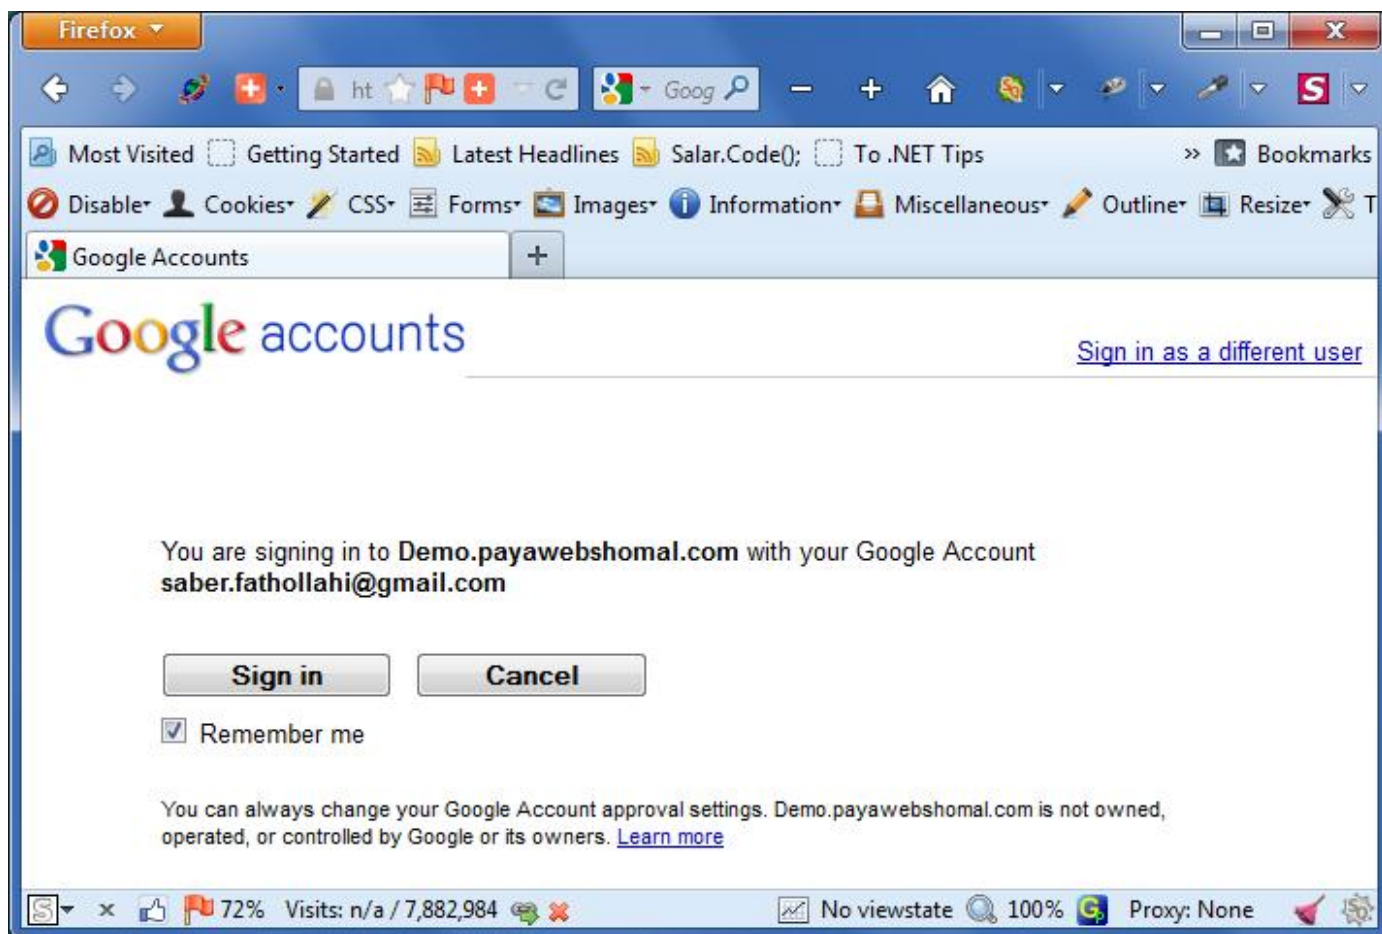 Firefox
ht
Goog
S
Most Visited Getting Started Latest Headlines Salar.Code(); To .NET Tips » Bookmarks
Disable Cookies CSS Forms Images Information Miscellaneous Outline Resize T
Google Accounts
Google accounts
Sign in as a different user
You are signing in to Demo.payawebshomal.com with your Google Account
saber.fathollahi@gmail.com
Sign in Cancel
Remember me
You can always change your Google Account approval settings. Demo.payawebshomal.com is not owned,
operated, or controlled by Google or its owners. Learn more
S x 72% Visits: n/a / 7,882,984 No viewstate 100% G Proxy: None